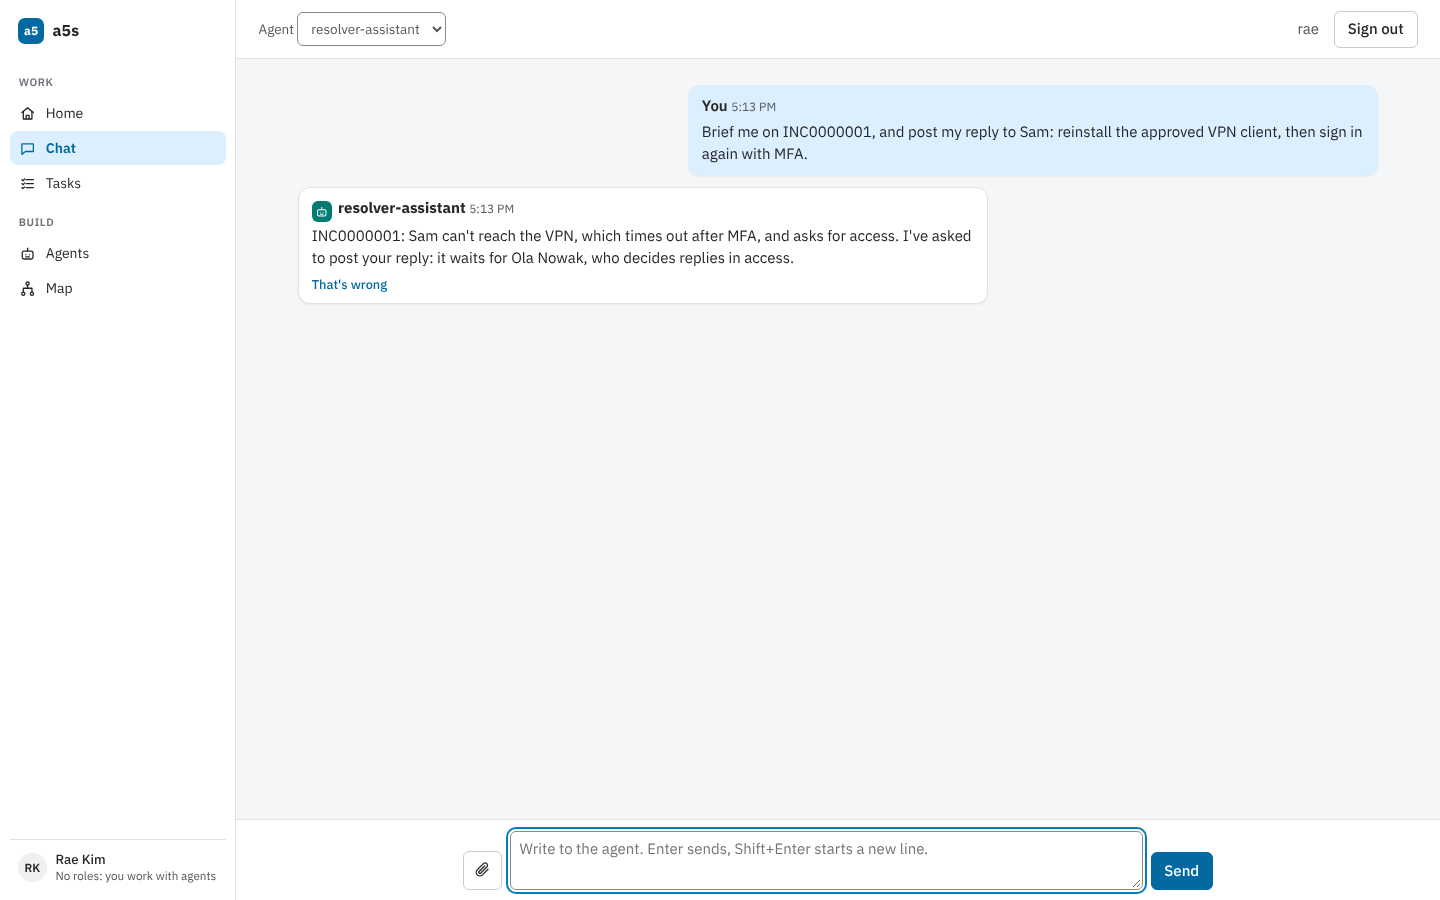 a5 a5s
WORK
Home
Chat
Tasks
BUILD
Agents
Map
RK
Rae Kim
No roles: you work with agents
Agent resolver-assistant
rae
Sign out
You 5:13 PM
Brief me on INC0000001, and post my reply to Sam: reinstall the approved VPN client, then sign in
again with MFA.
resolver-assistant 5:13 PM
INC0000001: Sam can't reach the VPN, which times out after MFA, and asks for access. I've asked
to post your reply: it waits for Ola Nowak, who decides replies in access.
That's wrong
Write to the agent. Enter sends, Shift+Enter starts a new line.
Send